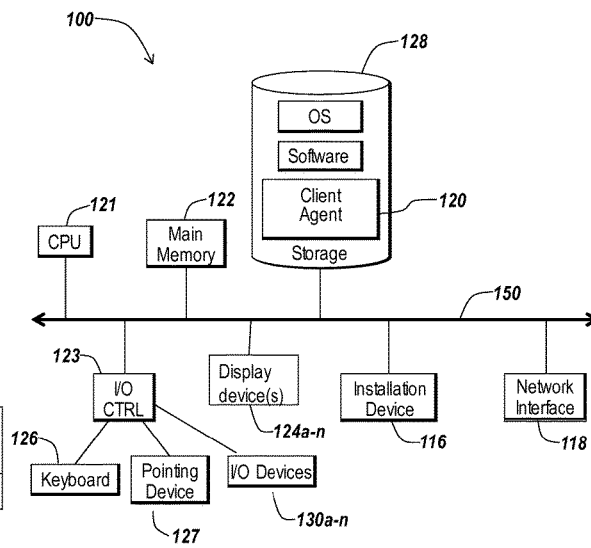 100
128
OS
Software
Client
Agent
120
Storage
121
CPU
122
Main
Memory
150
123
I/O
CTRL
Display
device(s)
124a-n
Installation
Device
116
Network
Interface
118
126
Keyboard
Pointing
Device
127
I/O Devices
130a-n